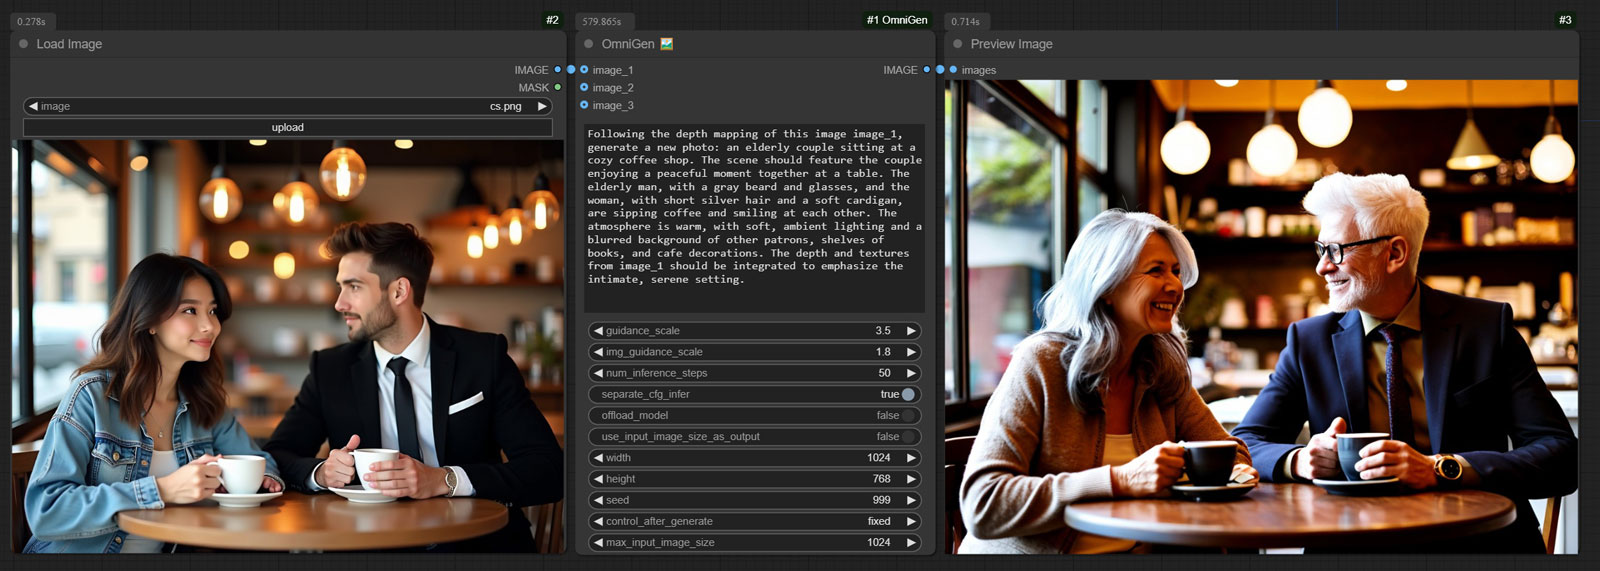 0.278s
#2
Load Image
IMAGE
MASK
image cs.png
upload
579.865s
#1 OmniGen
OmniGen
image_1 IMAGE
image_2
image_3
Following the depth mapping of this image image_1,
generate a new photo: an elderly couple sitting at a
cozy coffee shop. The scene should feature the couple
enjoying a peaceful moment together at a table. The
elderly man, with a gray beard and glasses, and the
woman, with short silver hair and a soft cardigan,
are sipping coffee and smiling at each other. The
atmosphere is warm, with soft, ambient lighting and a
blurred background of other patrons, shelves of
books, and cafe decorations. The depth and textures
from image_1 should be integrated to emphasize the
intimate, serene setting.
guidance_scale 3.5
img_guidance_scale 1.8
num_inference_steps 50
separate_cfg_infer true
offload_model false
use_input_image_size_as_output false
width 1024
height 768
seed 999
control_after_generate fixed
max_input_image_size 1024
0.714s
#3
Preview Image
images